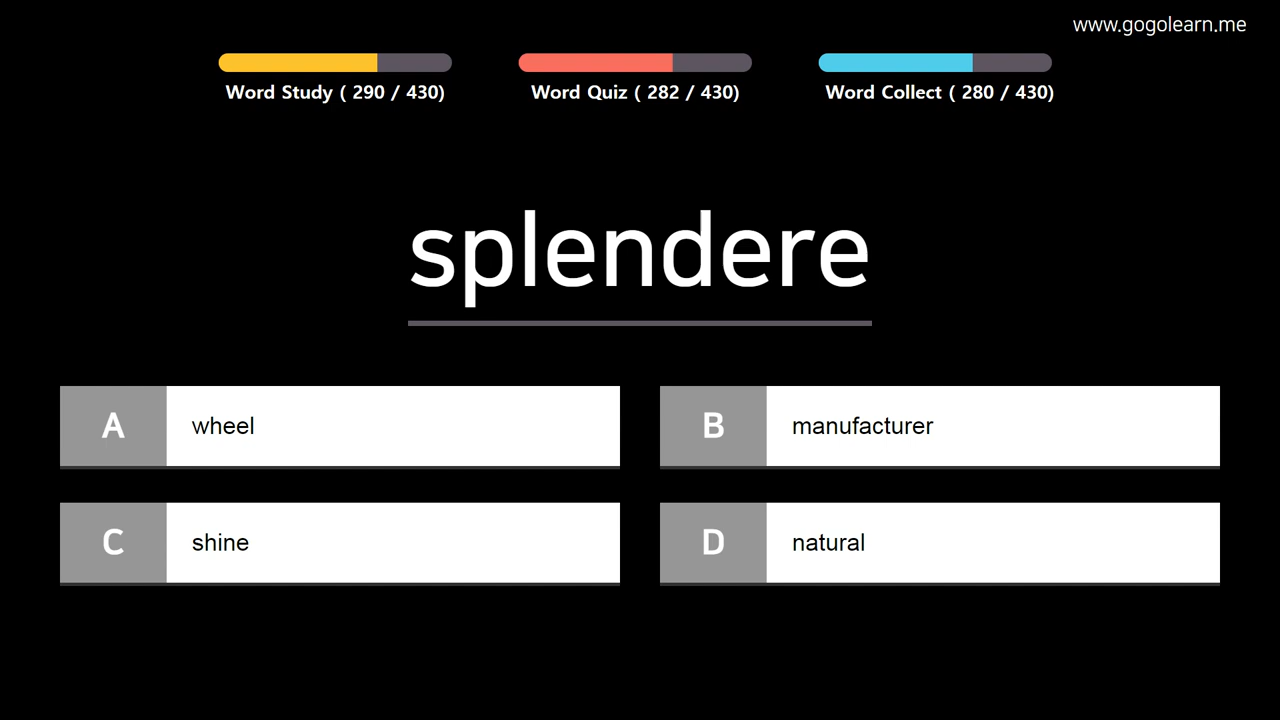 www.gogolearn.me
Word Study ( 290 / 430)
Word Quiz ( 282 / 430)
Word Collect ( 280 / 430)
splendere
A wheel
B manufacturer
C shine
D natural